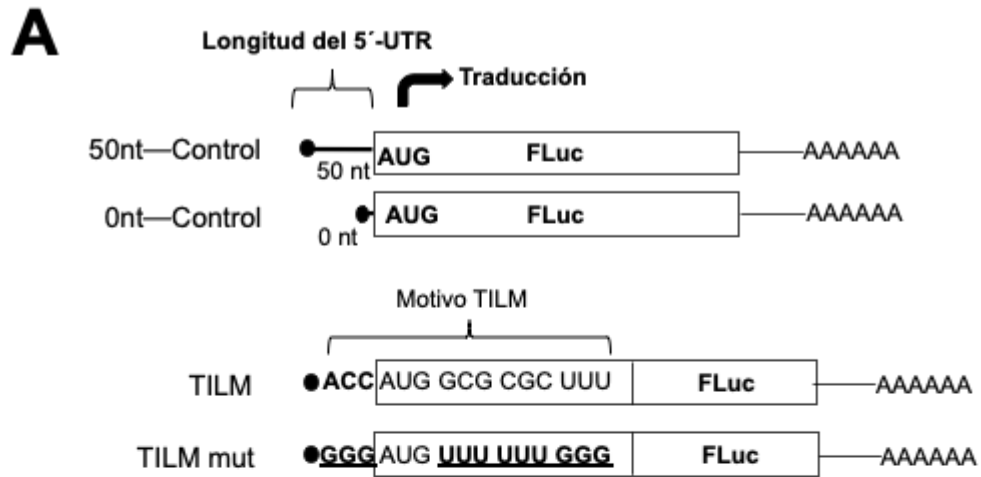 A
Longitud del 5´-UTR
Traducción
50nt—Control AUG FLuc AAAAAA
50 nt
0nt—Control AUG FLuc AAAAAA
0 nt
Motivo TILM
TILM ACC AUG GCG CGC UUU FLuc AAAAAA
TILM mut GGG AUG UUU UUU GGG FLuc AAAAAA